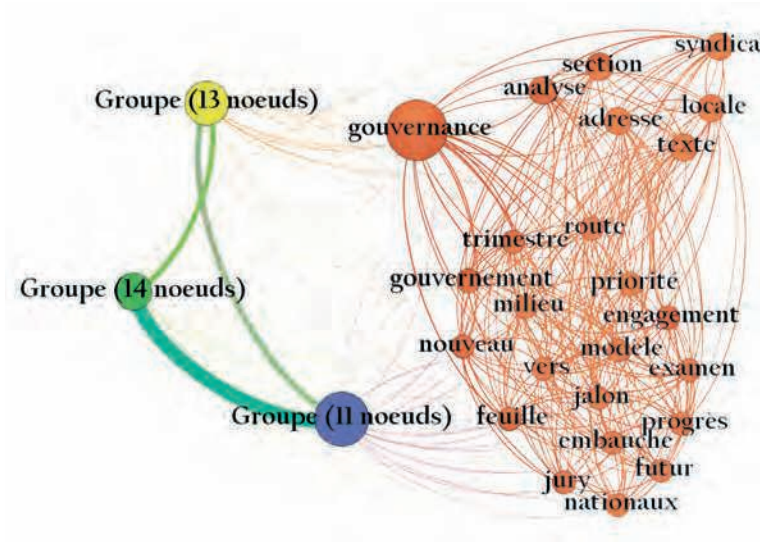 syndica
section
analyse
Groupe (13 noeuds)
locale
adresse
gouvernance
texte
route
trimestre
gouvernement
priorité
Groupe (14 noeuds)
milieu
engagement
nouveau
modèle
vers
examen
jalon
Groupe (11 noeuds)
feuille
progrès
embauche
futur
jury
nationaux